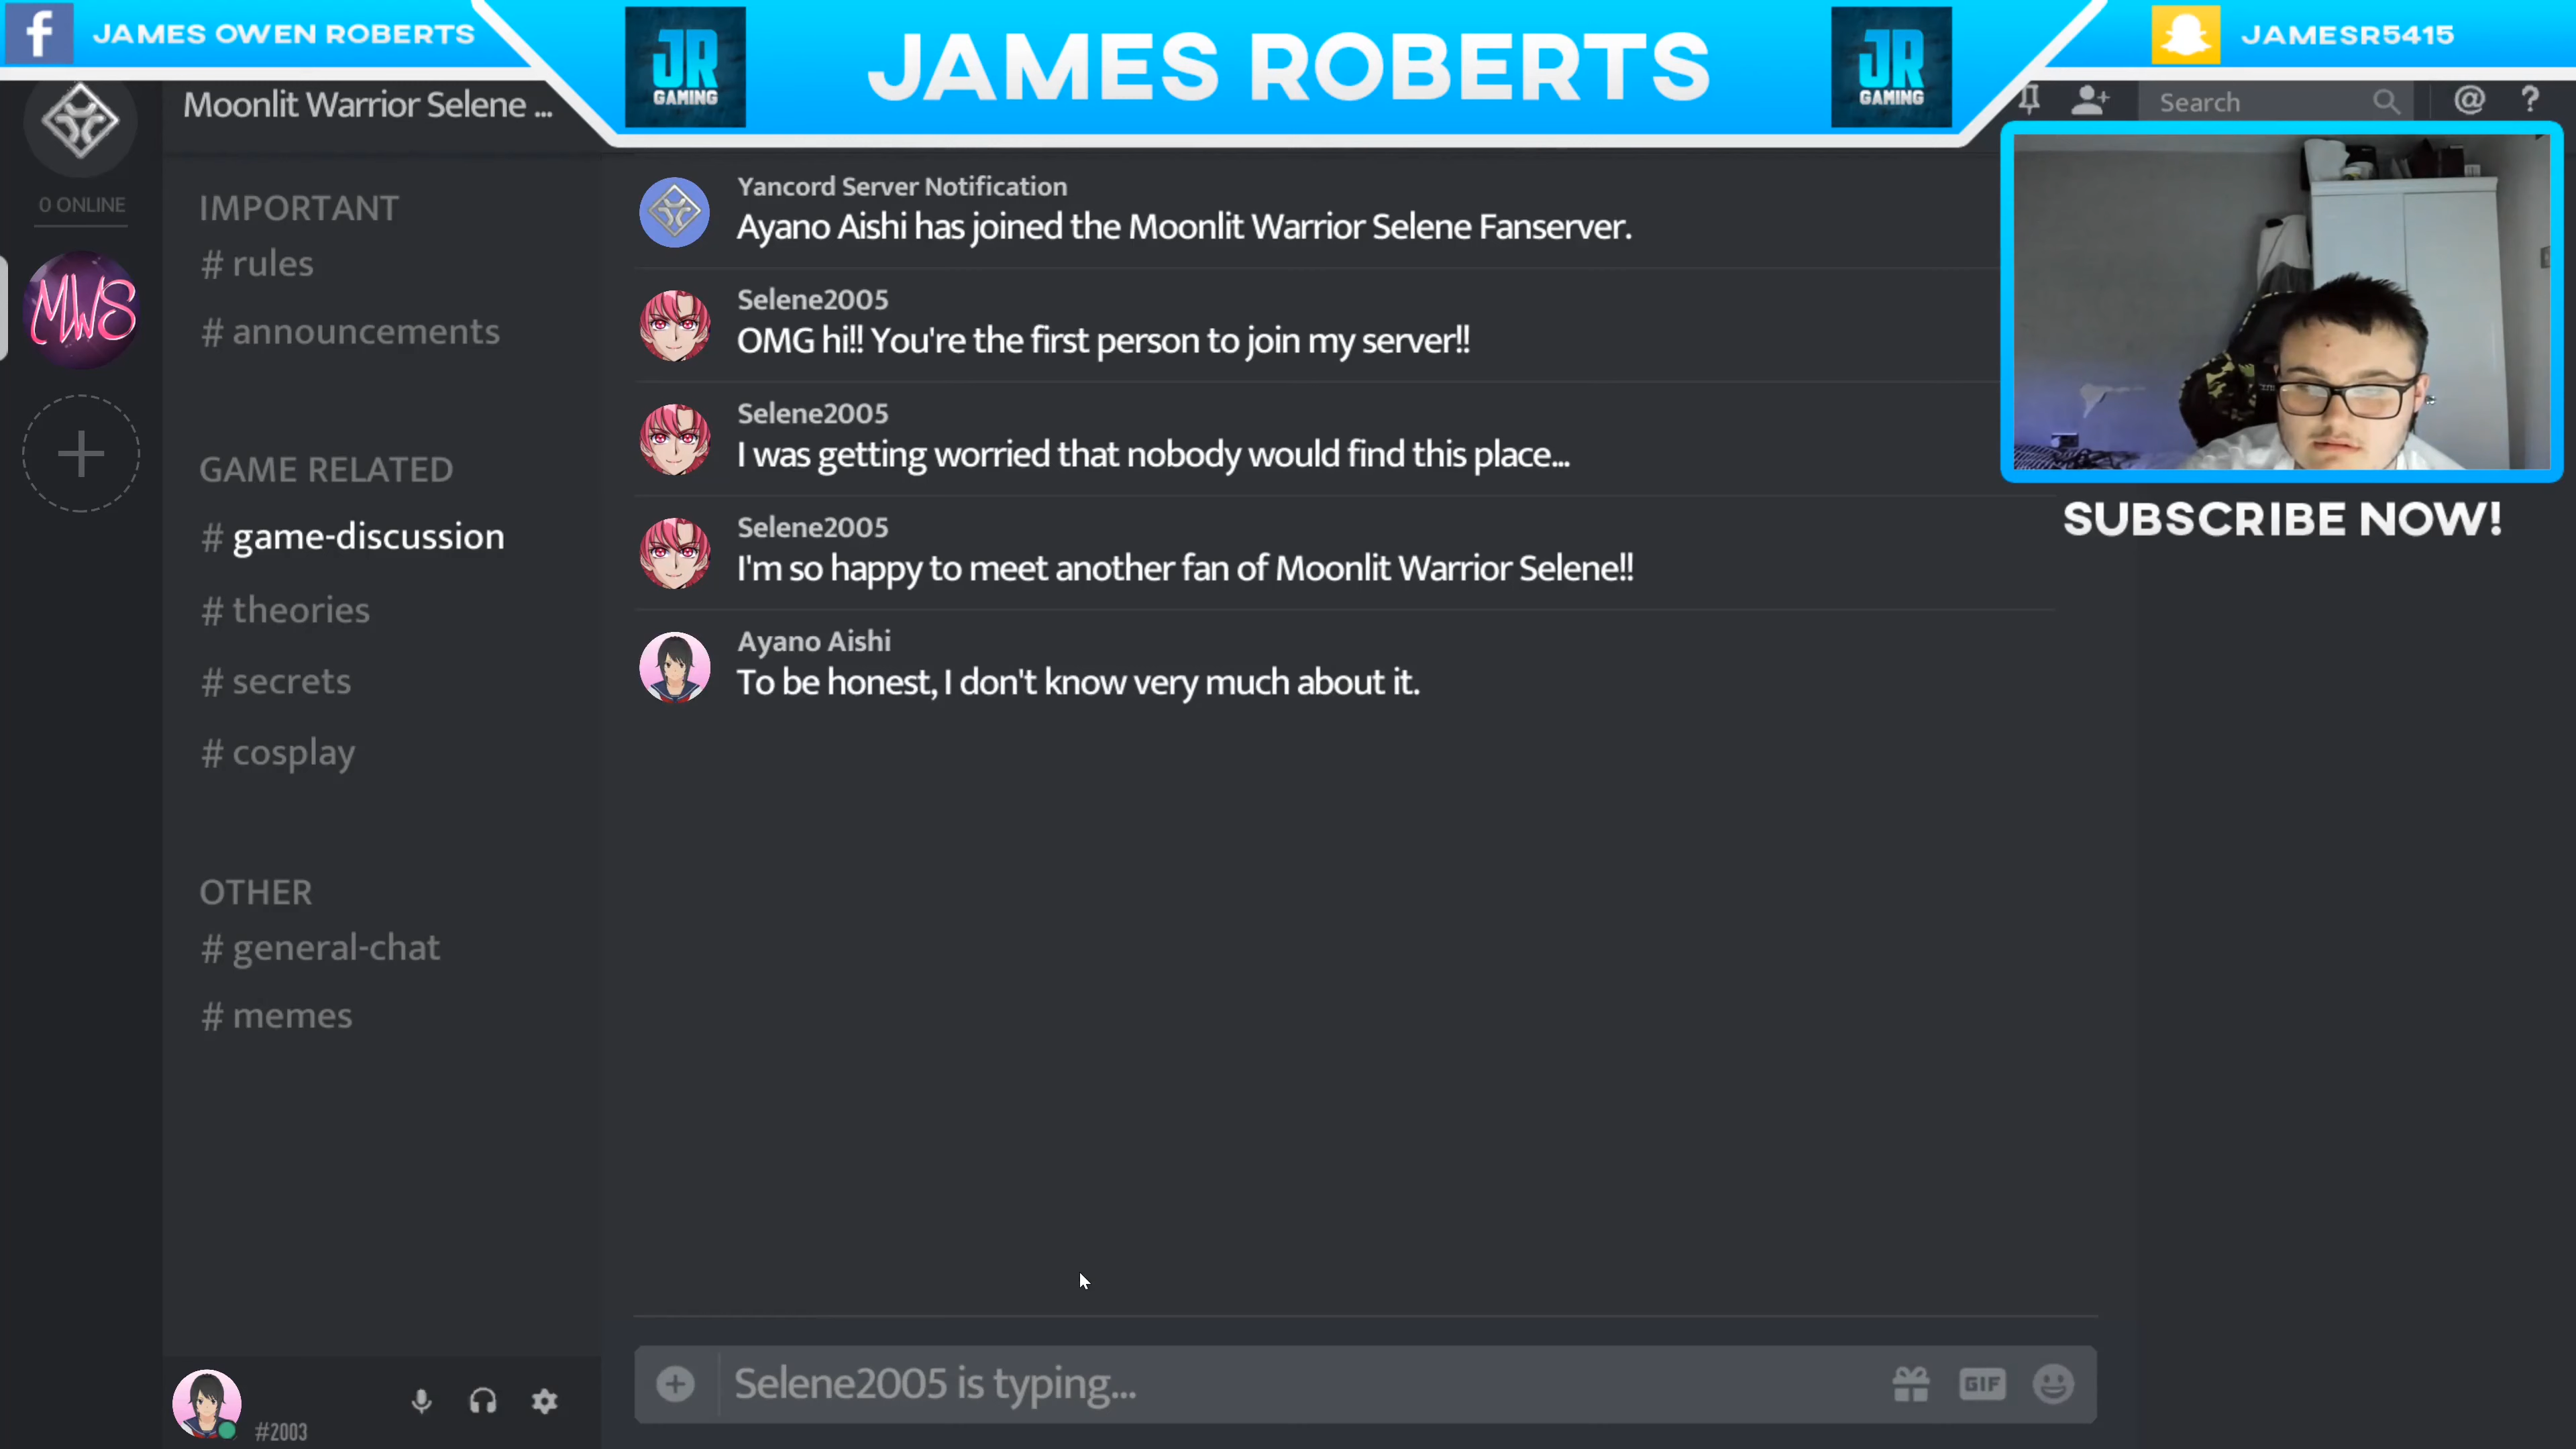 JAMES OWEN ROBERTS
JR
GAMING
JAMES ROBERTS
JR
GAMING
JAMESR5415
Moonlit Warrior Selene ...
Search
0 ONLINE
MWS
IMPORTANT
# rules
# announcements
GAME RELATED
# game-discussion
# theories
# secrets
# cosplay
OTHER
# general-chat
# memes
#2003
Yancord Server Notification
Ayano Aishi has joined the Moonlit Warrior Selene Fanserver.
Selene2005
OMG hi!! You're the first person to join my server!!
Selene2005
I was getting worried that nobody would find this place...
Selene2005
I'm so happy to meet another fan of Moonlit Warrior Selene!!
Ayano Aishi
To be honest, I don't know very much about it.
Selene2005 is typing...
GIF
SUBSCRIBE NOW!